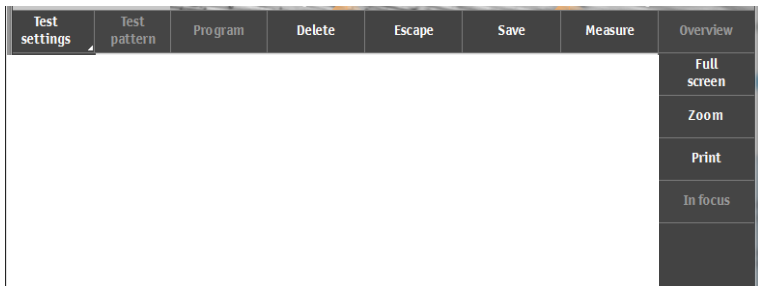 Test settings
Test pattern
Program
Delete
Escape
Save
Measure
Overview
Full screen
Zoom
Print
In focus